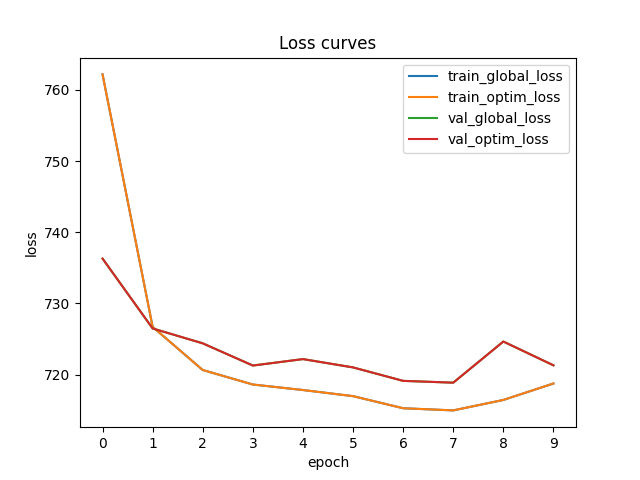 Loss curves
train_global_loss
train_optim_loss
val_global_loss
val_optim_loss
760
750
740
730
720
loss
0 1 2 3 4 5 6 7 8 9
epoch